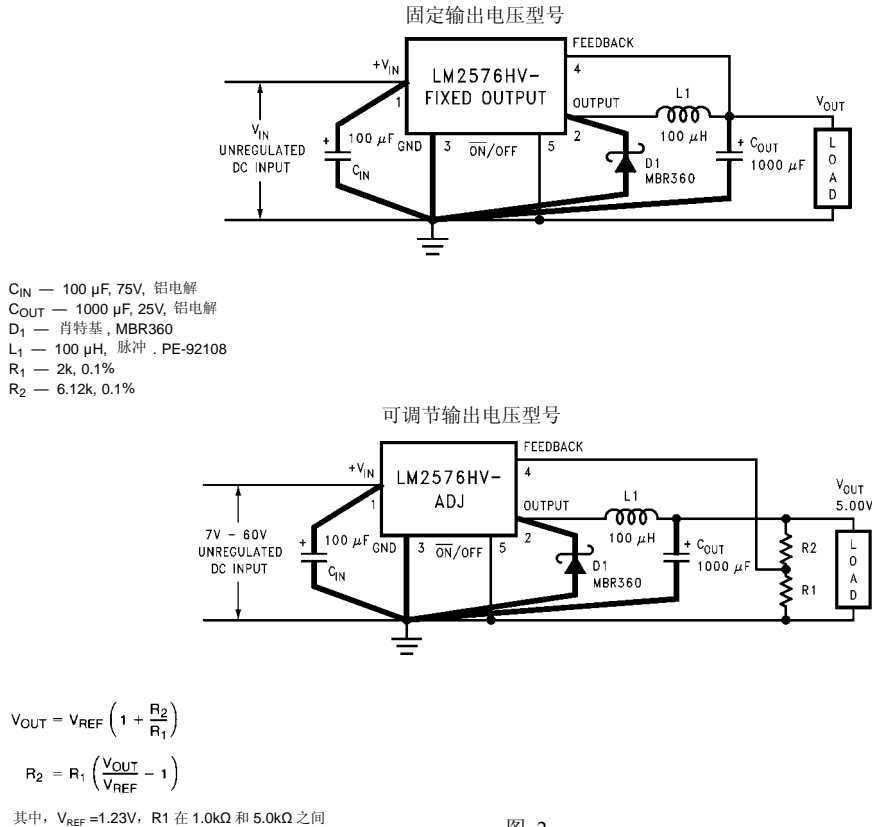 固定输出电压型号
FEEDBACK
+VIN
4
LM2576HV-
FIXED OUTPUT
1
OUTPUT
L1
VOUT
VIN
UNREGULATED
DC INPUT
+
100 μF
CIN
GND
3
ON/OFF
5
2
100 μH
D1
MBR360
+
COUT
1000 μF
LOAD
CIN — 100 μF, 75V, 铝电解
COUT — 1000 μF, 25V, 铝电解
D1 — 肖特基 , MBR360
L1 — 100 μH, 脉冲 . PE-92108
R1 — 2k, 0.1%
R2 — 6.12k, 0.1%
可调节输出电压型号
FEEDBACK
+VIN
4
LM2576HV-
ADJ
1
OUTPUT
L1
VOUT
5.00V
7V - 60V
UNREGULATED
DC INPUT
+
100 μF
CIN
GND
3
ON/OFF
5
2
100 μH
D1
MBR360
+
COUT
1000 μF
R2
R1
LOAD
VOUT = VREF (1 + R2/R1)
R2 = R1 (VOUT/VREF - 1)
其中，VREF =1.23V，R1 在 1.0kΩ 和 5.0kΩ 之间